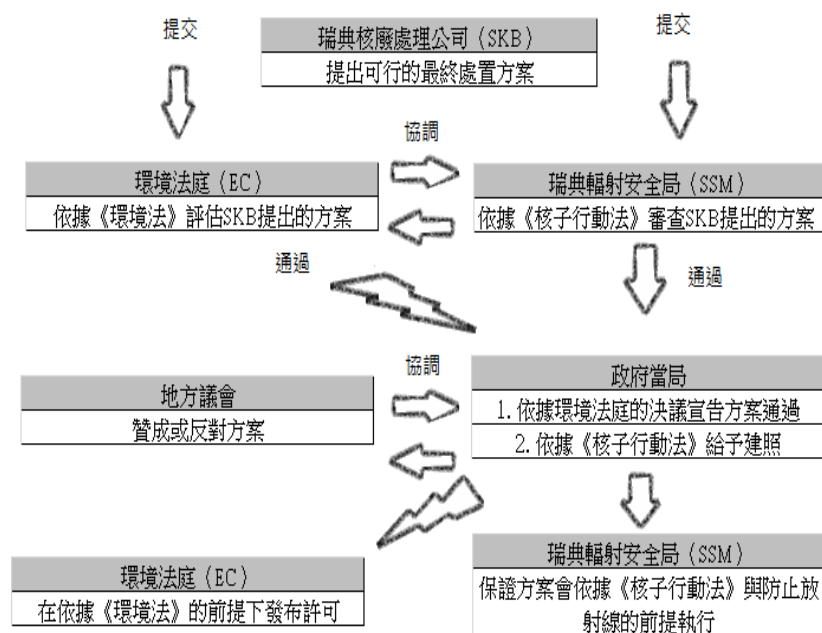 提交
瑞典核廢處理公司（SKB）
提出可行的最終處置方案
提交
協調
環境法庭（EC）
依據《環境法》評估SKB提出的方案
瑞典輻射安全局（SSM）
依據《核子行動法》審查SKB提出的方案
通過
通過
協調
地方議會
贊成或反對方案
政府當局
1.依據環境法庭的決議宣告方案通過
2.依據《核子行動法》給予建照
環境法庭（EC）
在依據《環境法》的前提下發布許可
瑞典輻射安全局（SSM）
保證方案會依據《核子行動法》與防止放
射線的前提執行